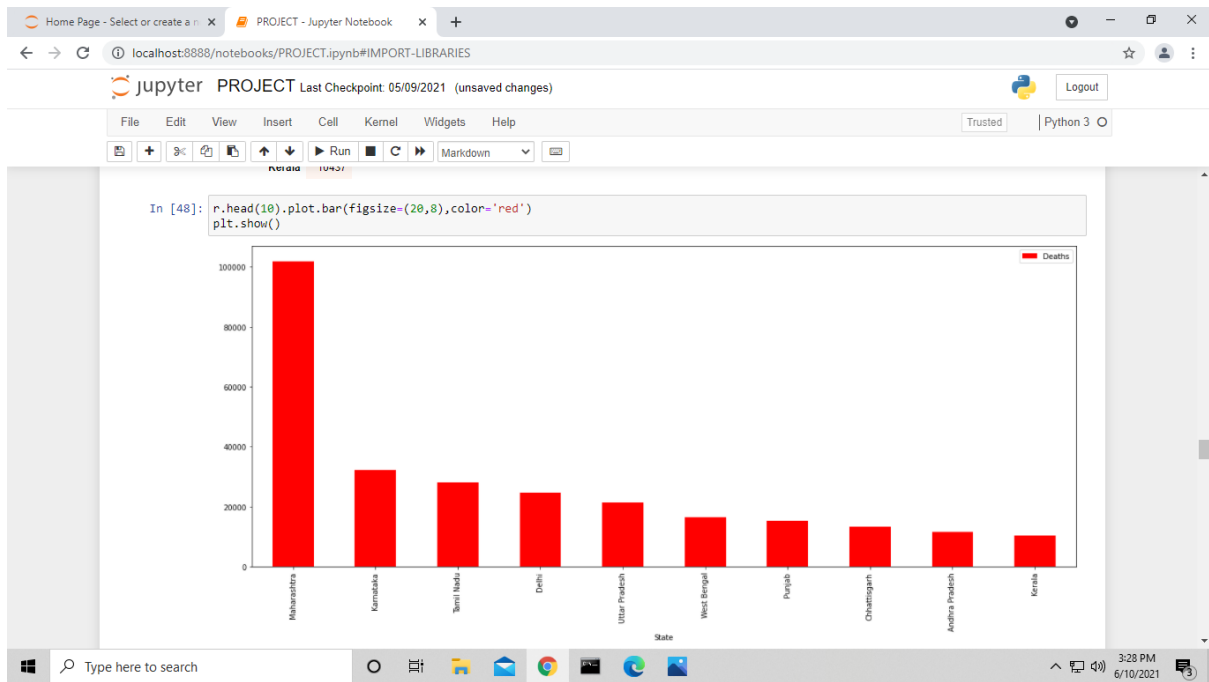 Home Page - Select or create a n
PROJECT - Jupyter Notebook
localhost:8888/notebooks/PROJECT.ipynb#IMPORT-LIBRARIES
jupyter PROJECT Last Checkpoint: 05/09/2021 (unsaved changes)
Logout
File Edit View Insert Cell Kernel Widgets Help
Trusted
Python 3
Run
Markdown
Kerala 10437
In [48]: r.head(10).plot.bar(figsize=(20,8),color='red')
plt.show()
Deaths
100000
80000
60000
40000
20000
0
Maharashtra
Karnataka
Tamil Nadu
Delhi
Uttar Pradesh
West Bengal
Punjab
Chhattisgarh
Andhra Pradesh
Kerala
State
Type here to search
3:28 PM
6/10/2021
3